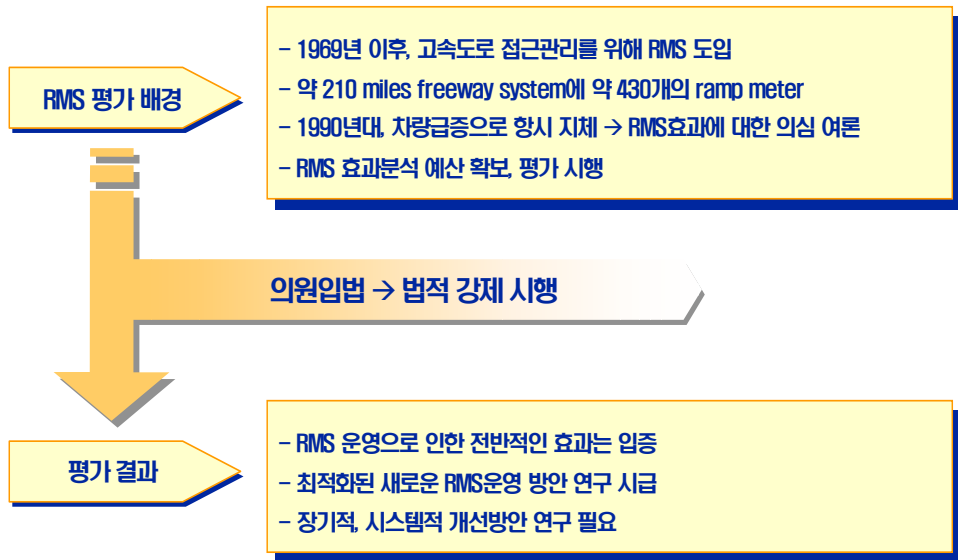 RMS 평가 배경
- 1969년 이후, 고속도로 접근관리를 위해 RMS 도입
- 약 210 miles freeway system에 약 430개의 ramp meter
- 1990년대, 차량급증으로 항시 지체 → RMS효과에 대한 의심 여론
- RMS 효과분석 예산 확보, 평가 시행
의원입법 → 법적 강제 시행
평가 결과
- RMS 운영으로 인한 전반적인 효과는 입증
- 최적화된 새로운 RMS운영 방안 연구 시급
- 장기적, 시스템적 개선방안 연구 필요